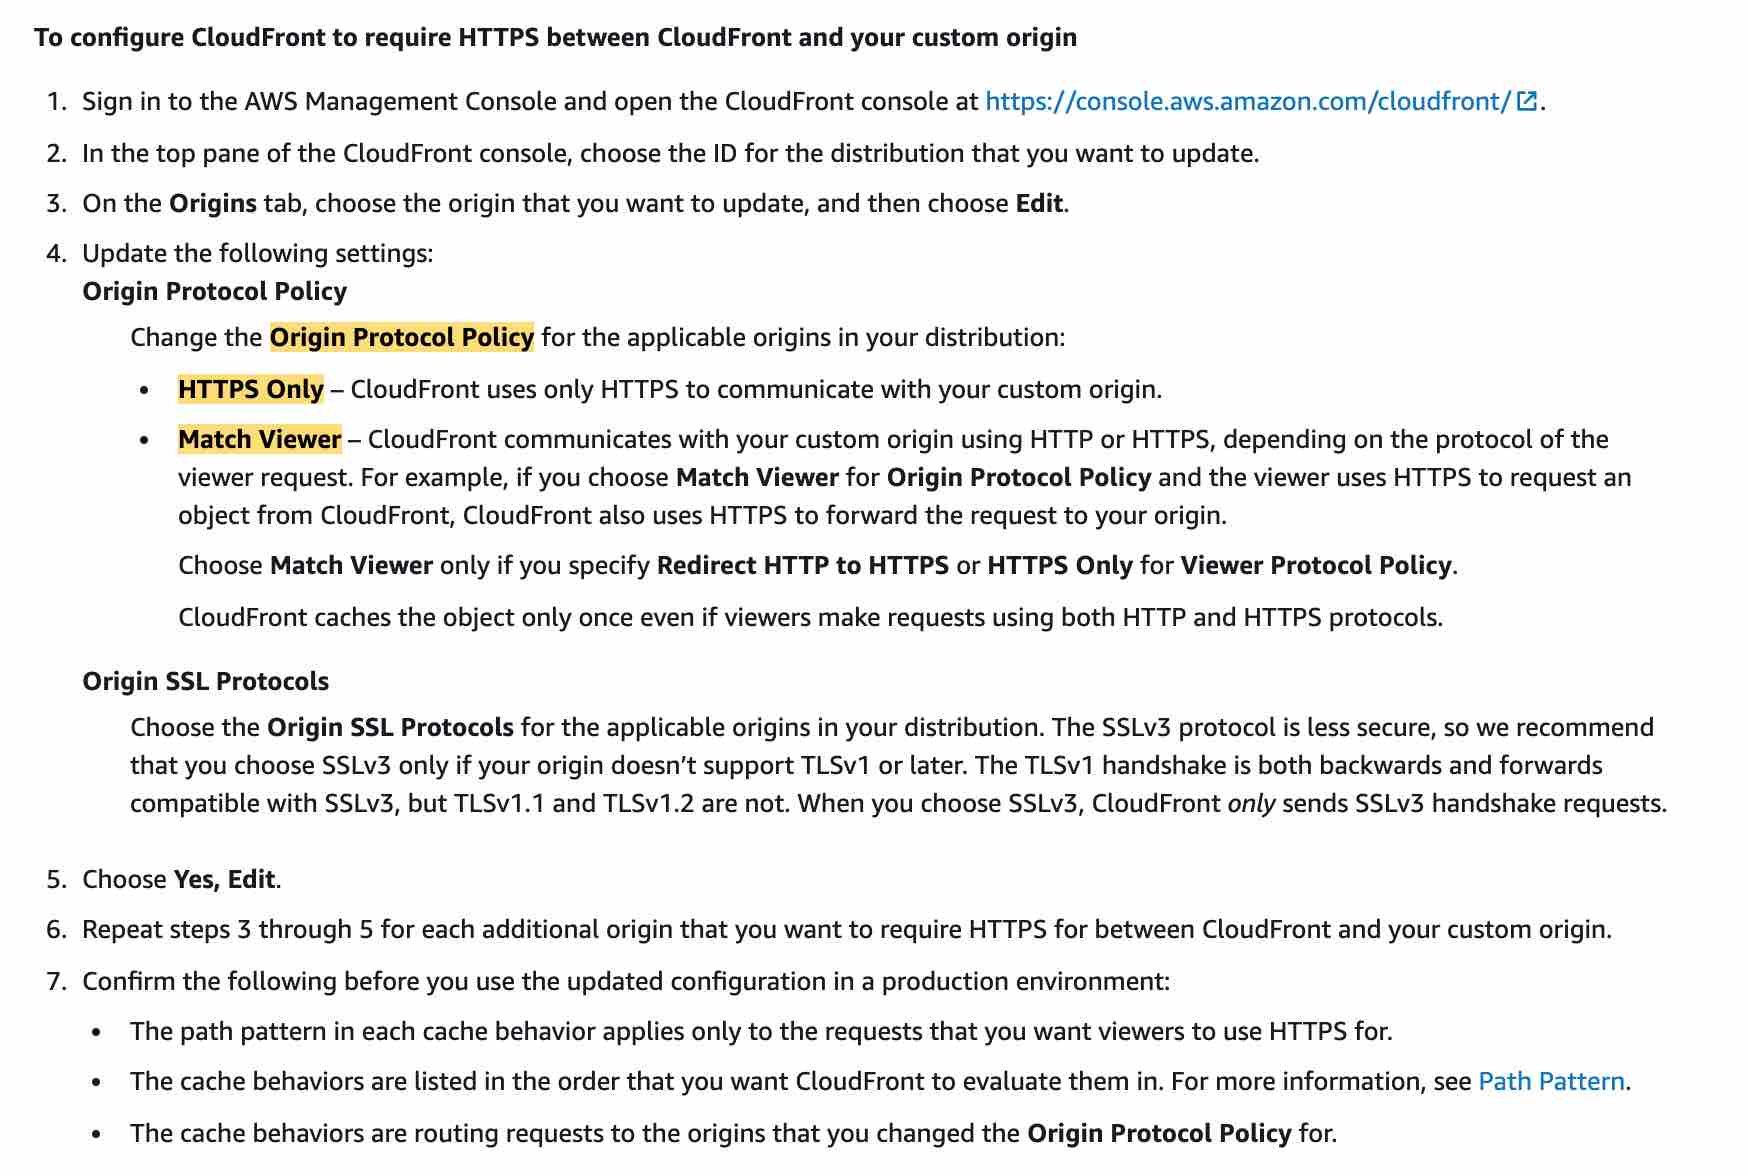 To configure CloudFront to require HTTPS between CloudFront and your custom origin
1. Sign in to the AWS Management Console and open the CloudFront console at https://console.aws.amazon.com/cloudfront/.
2. In the top pane of the CloudFront console, choose the ID for the distribution that you want to update.
3. On the Origins tab, choose the origin that you want to update, and then choose Edit.
4. Update the following settings:
Origin Protocol Policy
Change the Origin Protocol Policy for the applicable origins in your distribution:
• HTTPS Only – CloudFront uses only HTTPS to communicate with your custom origin.
• Match Viewer – CloudFront communicates with your custom origin using HTTP or HTTPS, depending on the protocol of the
viewer request. For example, if you choose Match Viewer for Origin Protocol Policy and the viewer uses HTTPS to request an
object from CloudFront, CloudFront also uses HTTPS to forward the request to your origin.
Choose Match Viewer only if you specify Redirect HTTP to HTTPS or HTTPS Only for Viewer Protocol Policy.
CloudFront caches the object only once even if viewers make requests using both HTTP and HTTPS protocols.
Origin SSL Protocols
Choose the Origin SSL Protocols for the applicable origins in your distribution. The SSLv3 protocol is less secure, so we recommend
that you choose SSLv3 only if your origin doesn’t support TLSv1 or later. The TLSv1 handshake is both backwards and forwards
compatible with SSLv3, but TLSv1.1 and TLSv1.2 are not. When you choose SSLv3, CloudFront only sends SSLv3 handshake requests.
5. Choose Yes, Edit.
6. Repeat steps 3 through 5 for each additional origin that you want to require HTTPS for between CloudFront and your custom origin.
7. Confirm the following before you use the updated configuration in a production environment:
• The path pattern in each cache behavior applies only to the requests that you want viewers to use HTTPS for.
• The cache behaviors are listed in the order that you want CloudFront to evaluate them in. For more information, see Path Pattern.
• The cache behaviors are routing requests to the origins that you changed the Origin Protocol Policy for.